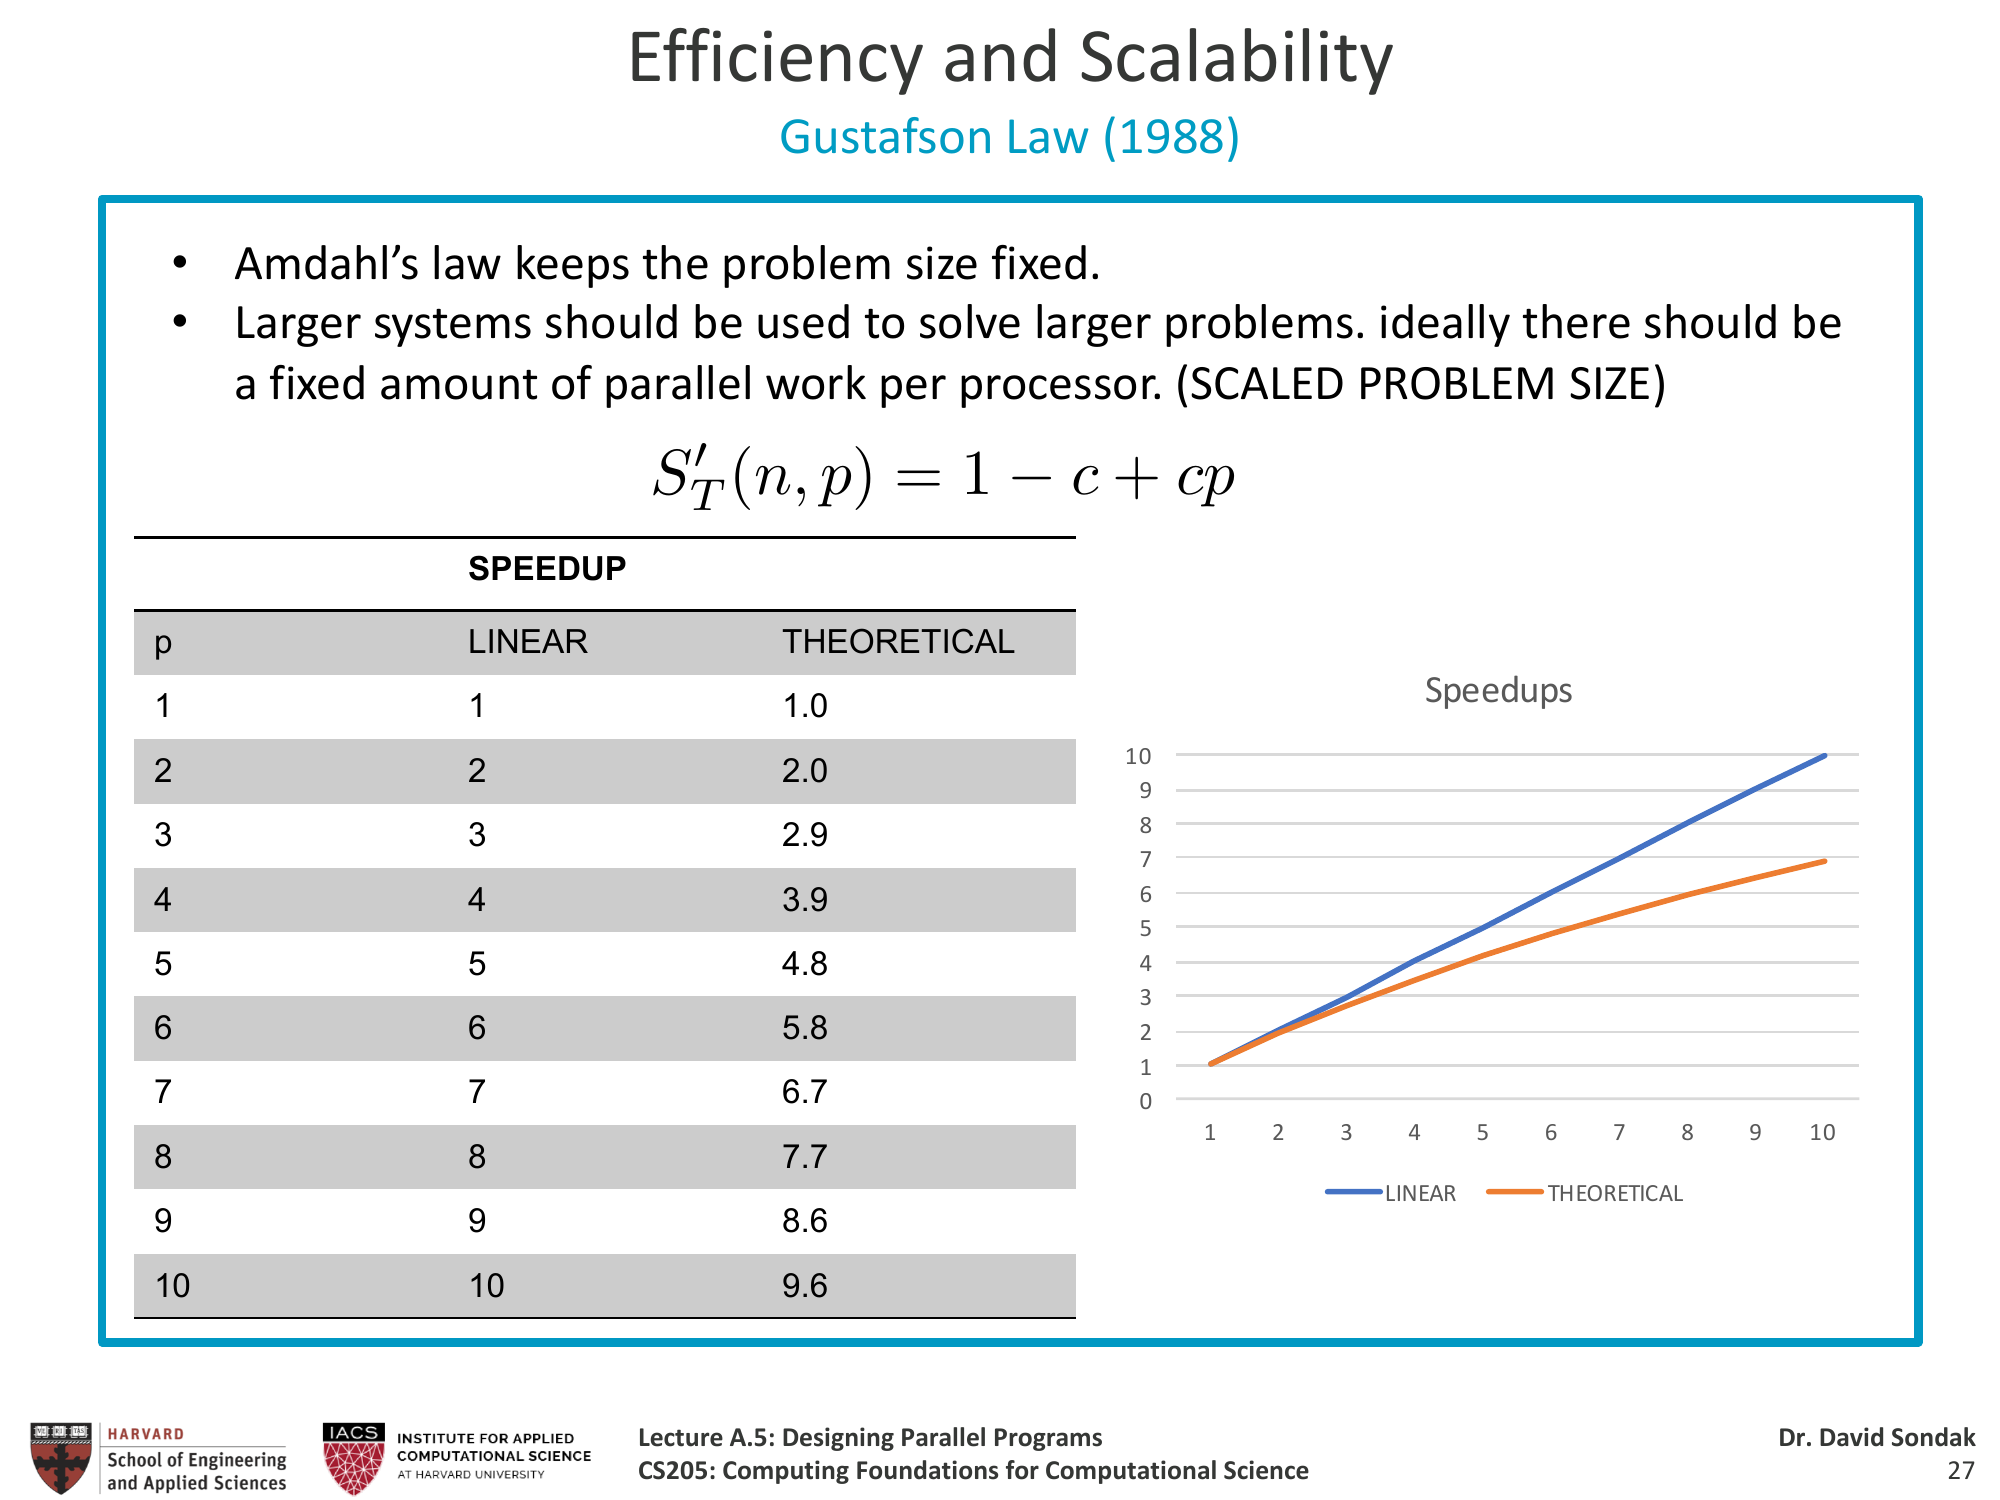 Efficiency and Scalability
Gustafson Law (1988)
• Amdahl’s law keeps the problem size fixed.
• Larger systems should be used to solve larger problems. ideally there should be
a fixed amount of parallel work per processor. (SCALED PROBLEM SIZE)
S′_T(n, p) = 1 − c + cp
SPEEDUP
p LINEAR THEORETICAL
1 1 1.0
2 2 2.0
3 3 2.9
4 4 3.9
5 5 4.8
6 6 5.8
7 7 6.7
8 8 7.7
9 9 8.6
10 10 9.6
Speedups
10
9
8
7
6
5
4
3
2
1
0
1 2 3 4 5 6 7 8 9 10
LINEAR THEORETICAL
HARVARD
School of Engineering
and Applied Sciences
IACS
INSTITUTE FOR APPLIED
COMPUTATIONAL SCIENCE
AT HARVARD UNIVERSITY
Lecture A.5: Designing Parallel Programs
CS205: Computing Foundations for Computational Science
Dr. David Sondak
27